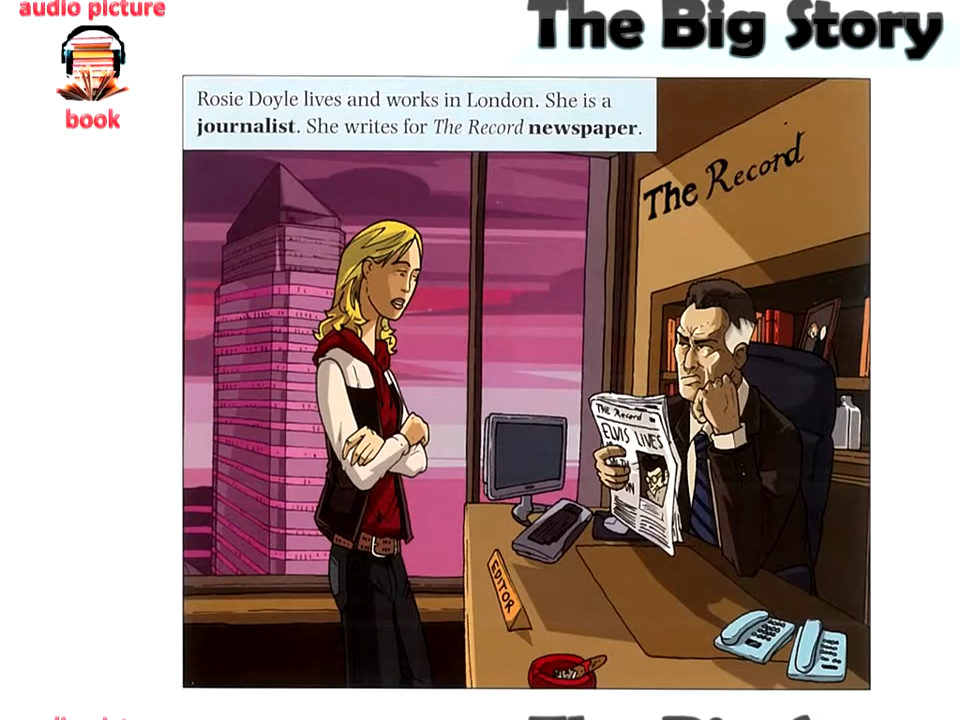 audio picture
book
The Big Story
Rosie Doyle lives and works in London. She is a
journalist. She writes for The Record newspaper.
The Record
THE Record
ELVIS LIVES
EDITOR